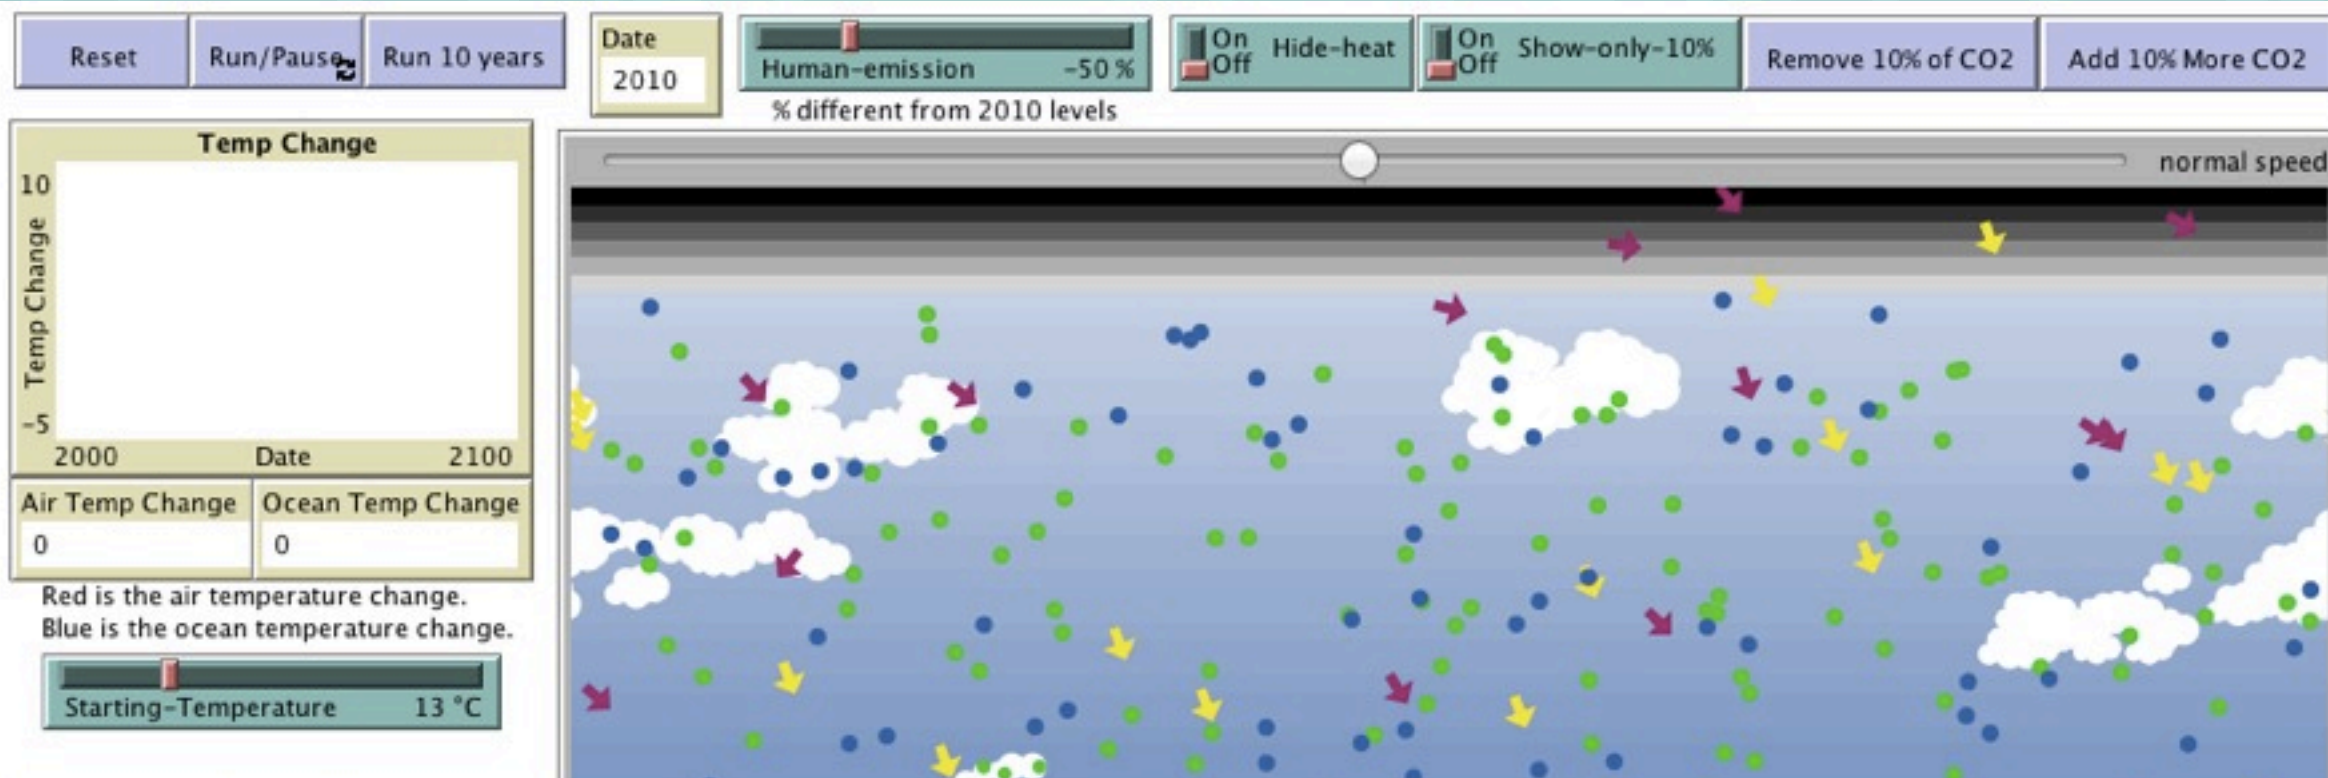 Reset
Run/Pause
Run 10 years
Date
2010
Human-emission -50 %
% different from 2010 levels
On
Off
Hide-heat
On
Off
Show-only-10%
Remove 10% of CO2
Add 10% More CO2
normal speed
Temp Change
10
Temp Change
-5
2000 Date 2100
Air Temp Change
0
Ocean Temp Change
0
Red is the air temperature change.
Blue is the ocean temperature change.
Starting-Temperature 13 °C